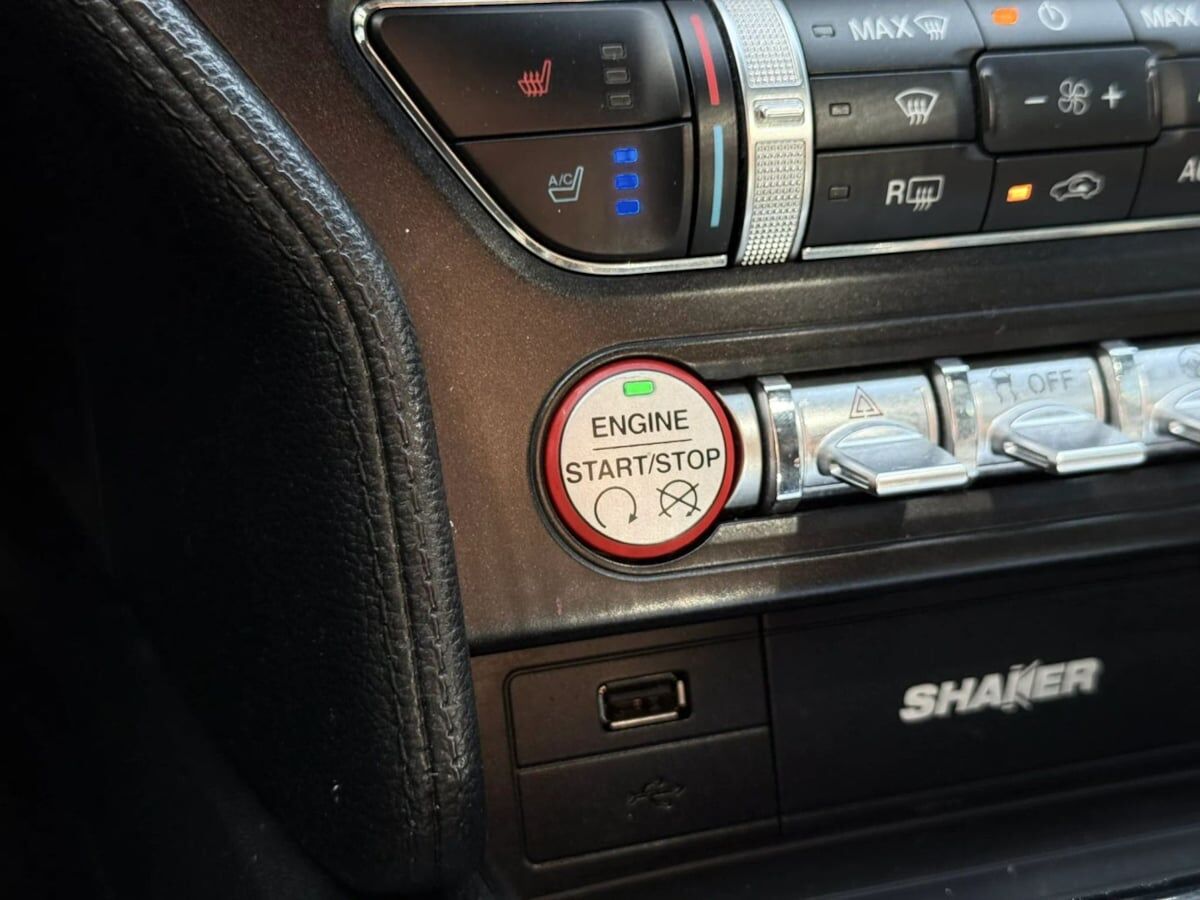 MAX
MAX
A/C
R
ENGINE
START/STOP
OFF
SHAKER